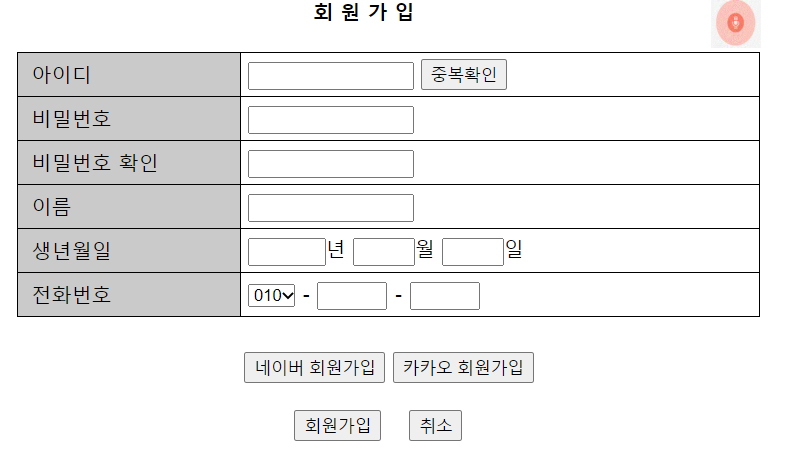 회 원 가 입
아이디 중복확인
비밀번호
비밀번호 확인
이름
생년월일 년 월 일
전화번호 010 - -
네이버 회원가입 카카오 회원가입
회원가입 취소